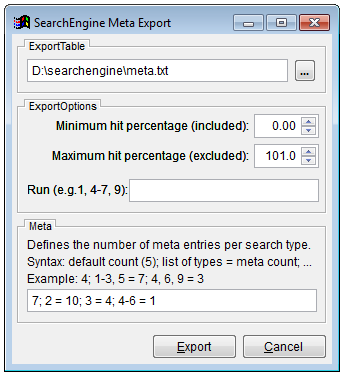 SearchEngine Meta Export
ExportTable
D:\searchengine\meta.txt
...
ExportOptions
Minimum hit percentage (included): 0.00
Maximum hit percentage (excluded): 101.0
Run (e.g.1, 4-7, 9):
Meta
Defines the number of meta entries per search type.
Syntax: default count (5); list of types = meta count; ...
Example: 4; 1-3, 5 = 7; 4, 6, 9 = 3
7; 2 = 10; 3 = 4; 4-6 = 1
Export Cancel